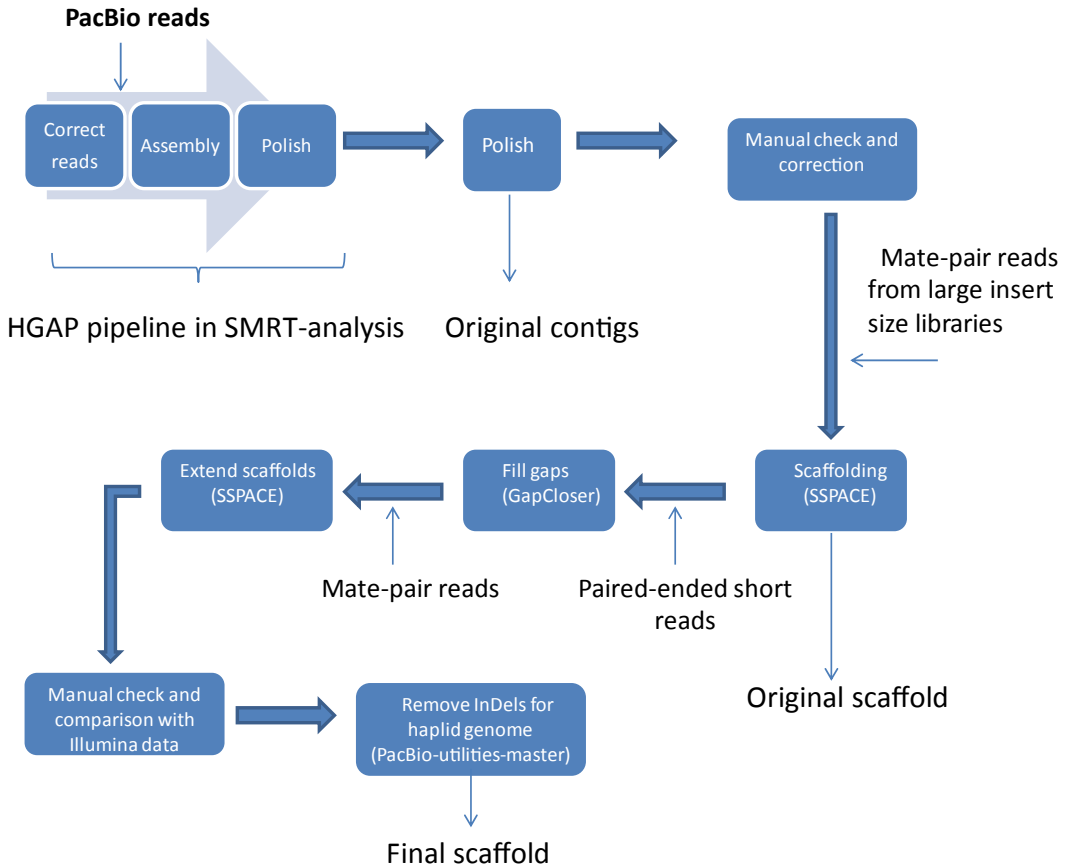 PacBio reads
Correct
reads
Assembly
Polish
Polish
Manual check and
correction
HGAP pipeline in SMRT-analysis
Original contigs
Mate-pair reads
from large insert
size libraries
Extend scaffolds
(SSPACE)
Fill gaps
(GapCloser)
Scaffolding
(SSPACE)
Mate-pair reads
Paired-ended short
reads
Original scaffold
Manual check and
comparison with
Illumina data
Remove InDels for
haplid genome
(PacBio-utilities-master)
Final scaffold